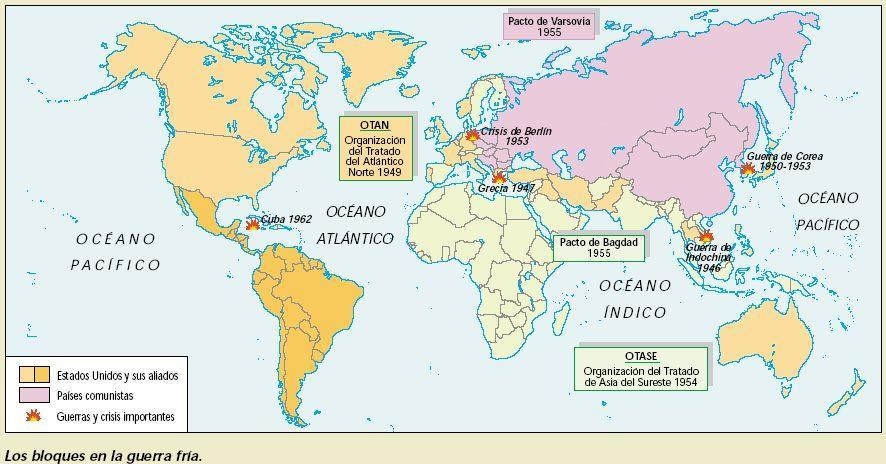 Pacto de Varsovia
1955
OTAN
Organización
del Tratado
del Atlántico
Norte 1949
Crisis de Berlín
1953
Guerra de Corea
1950-1953
Grecia 1947
Cuba 1962
OCÉANO
ATLÁNTICO
OCÉANO
PACÍFICO
OCÉANO
PACÍFICO
Pacto de Bagdad
1955
Guerra de
Indochina
1946
OCÉANO
ÍNDICO
OTASE
Organización del Tratado
de Asia del Sureste 1954
Estados Unidos y sus aliados
Países comunistas
Guerras y crisis importantes
Los bloques en la guerra fría.